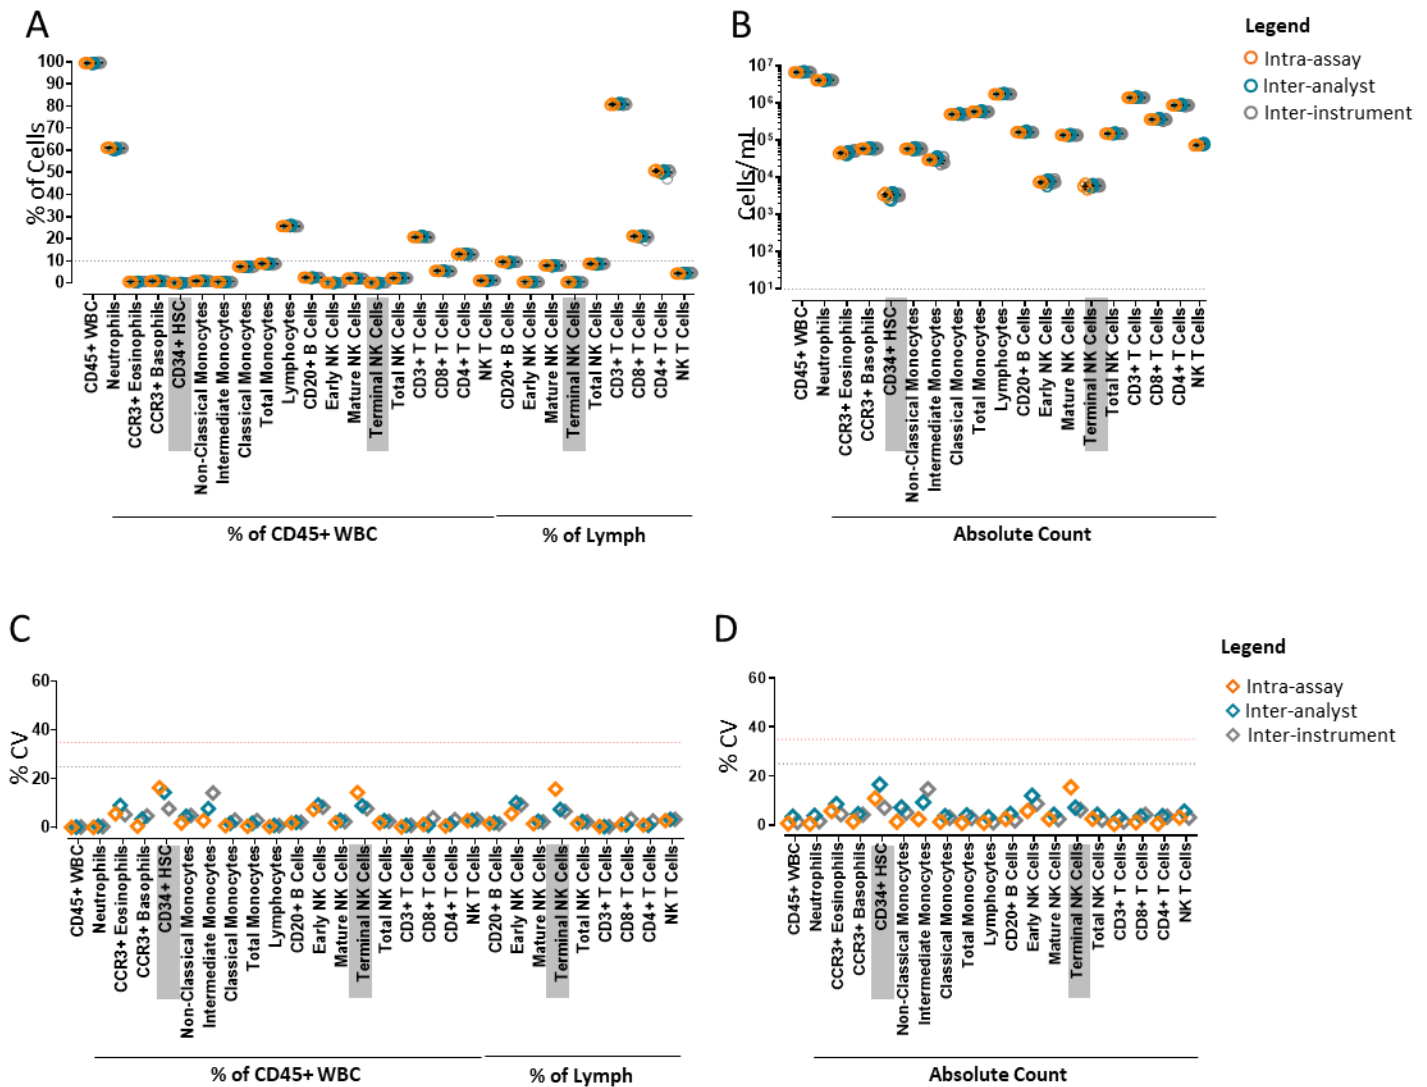 A
100
90
80
70
60
50
40
30
20
10
0
% of Cells
CD45+ WBC
Neutrophils
CCR3+ Eosinophils
CCR3+ Basophils
CD34+ HSC
Non-Classical Monocytes
Intermediate Monocytes
Classical Monocytes
Total Monocytes
Lymphocytes
CD20+ B Cells
Early NK Cells
Mature NK Cells
Terminal NK Cells
Total NK Cells
CD3+ T Cells
CD8+ T Cells
CD4+ T Cells
NK T Cells
CD20+ B Cells
Early NK Cells
Mature NK Cells
Terminal NK Cells
Total NK Cells
CD3+ T Cells
CD8+ T Cells
CD4+ T Cells
NK T Cells
% of CD45+ WBC
% of Lymph
B
10⁷
10⁶
10⁵
10⁴
10³
10²
10¹
Cells/mL
CD45+ WBC
Neutrophils
CCR3+ Eosinophils
CCR3+ Basophils
CD34+ HSC
Non-Classical Monocytes
Intermediate Monocytes
Classical Monocytes
Total Monocytes
Lymphocytes
CD20+ B Cells
Early NK Cells
Mature NK Cells
Terminal NK Cells
Total NK Cells
CD3+ T Cells
CD8+ T Cells
CD4+ T Cells
NK T Cells
Absolute Count
Legend
Intra-assay
Inter-analyst
Inter-instrument
C
60
40
20
0
% CV
CD45+ WBC
Neutrophils
CCR3+ Eosinophils
CCR3+ Basophils
CD34+ HSC
Non-Classical Monocytes
Intermediate Monocytes
Classical Monocytes
Total Monocytes
Lymphocytes
CD20+ B Cells
Early NK Cells
Mature NK Cells
Terminal NK Cells
Total NK Cells
CD3+ T Cells
CD8+ T Cells
CD4+ T Cells
NK T Cells
CD20+ B Cells
Early NK Cells
Mature NK Cells
Terminal NK Cells
Total NK Cells
CD3+ T Cells
CD8+ T Cells
CD4+ T Cells
NK T Cells
% of CD45+ WBC
% of Lymph
D
60
40
20
0
% CV
CD45+ WBC
Neutrophils
CCR3+ Eosinophils
CCR3+ Basophils
CD34+ HSC
Non-Classical Monocytes
Intermediate Monocytes
Classical Monocytes
Total Monocytes
Lymphocytes
CD20+ B Cells
Early NK Cells
Mature NK Cells
Terminal NK Cells
Total NK Cells
CD3+ T Cells
CD8+ T Cells
CD4+ T Cells
NK T Cells
Absolute Count
Legend
Intra-assay
Inter-analyst
Inter-instrument